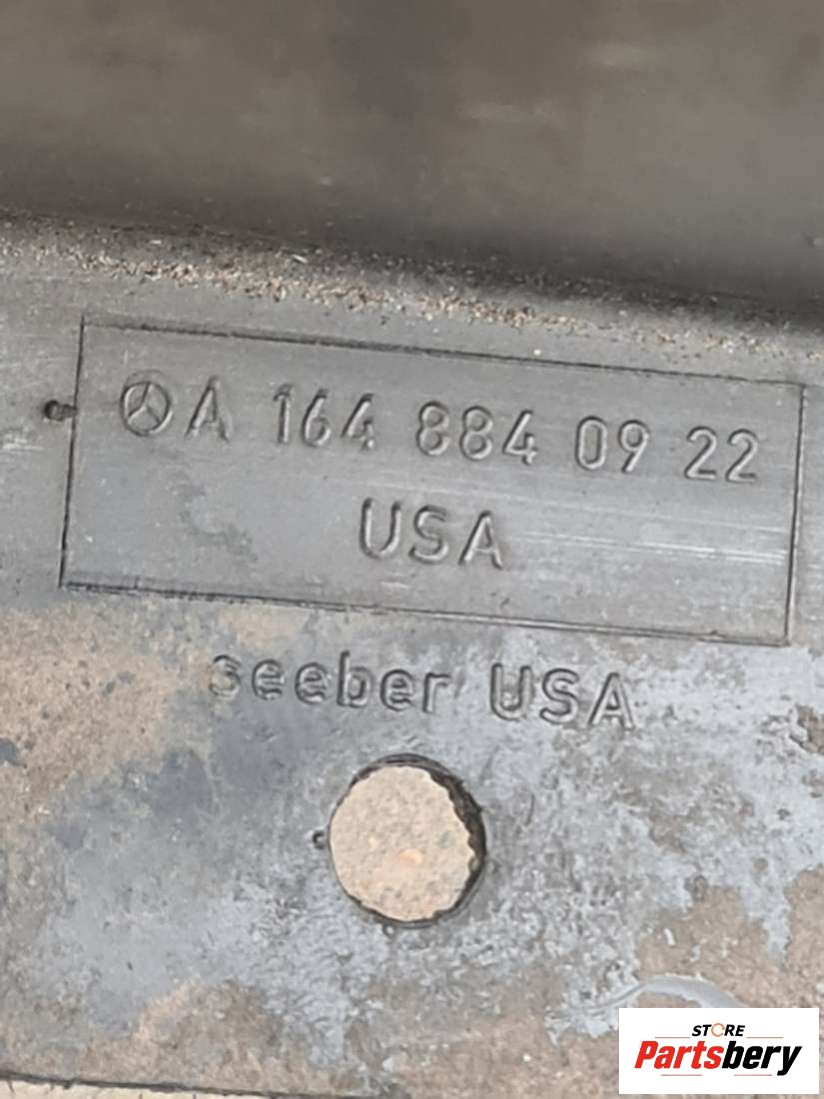 A 164 884 09 22
USA
seeber USA
STORE
Partsbery